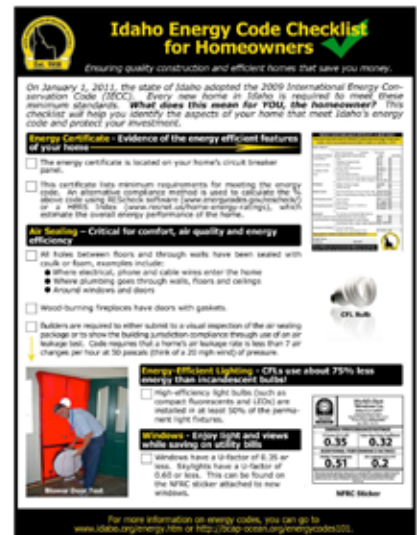 Idaho Energy Code Checklist
for Homeowners
Ensuring quality construction and efficient homes that save you money.
On January 1, 2011, the state of Idaho adopted the 2009 International Energy Con-
servation Code (IECC). Every new home in Idaho is required to meet these
minimum standards. What does this mean for YOU, the homeowner? This
checklist will help you identify the aspects of your home that meet Idaho's energy
code and protect your investment.
Energy Certificate - Evidence of the energy efficient features
of your home
The energy certificate is located on your home's circuit breaker
panel.
This certificate lists minimum requirements for meeting the energy
code. An alternative compliance method is used to calculate the %
above code using REScheck software (www.energycodes.gov/rescheck/)
or a HERS Index (www.resnet.us/home-energy-ratings), which
estimate the overall energy performance of the home.
Air Sealing – Critical for comfort, air quality and energy
efficiency
All holes between floors and through walls have been sealed with
caulk or foam, examples include:
Where electrical, phone and cable wires enter the home
Where plumbing goes through walls, floors and ceilings
Around windows and doors
CFL Bulb
Wood-burning fireplaces have doors with gaskets.
Builders are required to either submit to a visual inspection of the air sealing
package or to show the building jurisdiction compliance through use of an air
leakage test. Code requires that a home's air leakage rate is less than 7 air
changes per hour at 50 pascals (think of a 20 mph wind) of pressure.
Energy-Efficient Lighting - CFLs use about 75% less
energy than incandescent bulbs!
High-efficiency light bulbs (such as
compact fluorescents and LEDs) are
installed in at least 50% of the perma-
nent light fixtures.
Windows - Enjoy light and views
while saving on utility bills
Windows have a U-factor of 0.35 or
less. Skylights have a U-factor of
0.60 or less. This can be found on
the NFRC sticker attached to new
windows.
0.35 0.32
0.51 0.2
Blower Door Test
NFRC Sticker
For more information on energy codes, you can go to
www.idaho.gov/energy.htm or http://bcap-ocean.org/energycodes101.